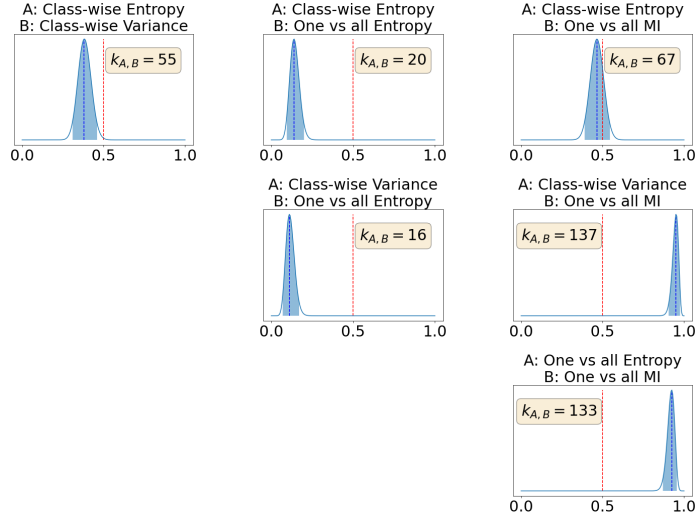 A: Class-wise Entropy
B: Class-wise Variance
k_{A, B} = 55
0.0 0.5 1.0
A: Class-wise Entropy
B: One vs all Entropy
k_{A, B} = 20
0.0 0.5 1.0
A: Class-wise Entropy
B: One vs all MI
k_{A, B} = 67
0.0 0.5 1.0
A: Class-wise Variance
B: One vs all Entropy
k_{A, B} = 16
0.0 0.5 1.0
A: Class-wise Variance
B: One vs all MI
k_{A, B} = 137
0.0 0.5 1.0
A: One vs all Entropy
B: One vs all MI
k_{A, B} = 133
0.0 0.5 1.0